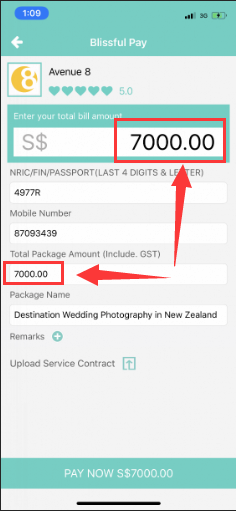 1:09
3G
Blissful Pay
8
Avenue 8
5.0
Enter your total bill amount
S$ 7000.00
NRIC/FIN/PASSPORT(LAST 4 DIGITS & LETTER)
4977R
Mobile Number
87093439
Total Package Amount (Include. GST)
7000.00
Package Name
Destination Wedding Photography in New Zealand
Remarks
Upload Service Contract
PAY NOW S$7000.00